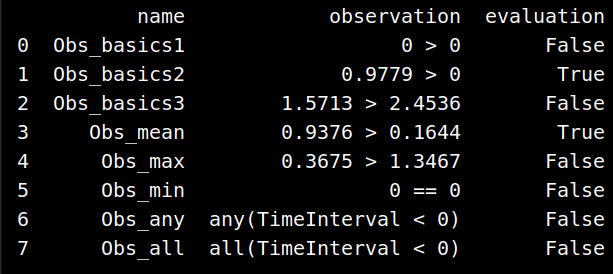 name observation evaluation
0 Obs_basics1 0 > 0 False
1 Obs_basics2 0.9779 > 0 True
2 Obs_basics3 1.5713 > 2.4536 False
3 Obs_mean 0.9376 > 0.1644 True
4 Obs_max 0.3675 > 1.3467 False
5 Obs_min 0 == 0 False
6 Obs_any any(TimeInterval < 0) False
7 Obs_all all(TimeInterval < 0) False